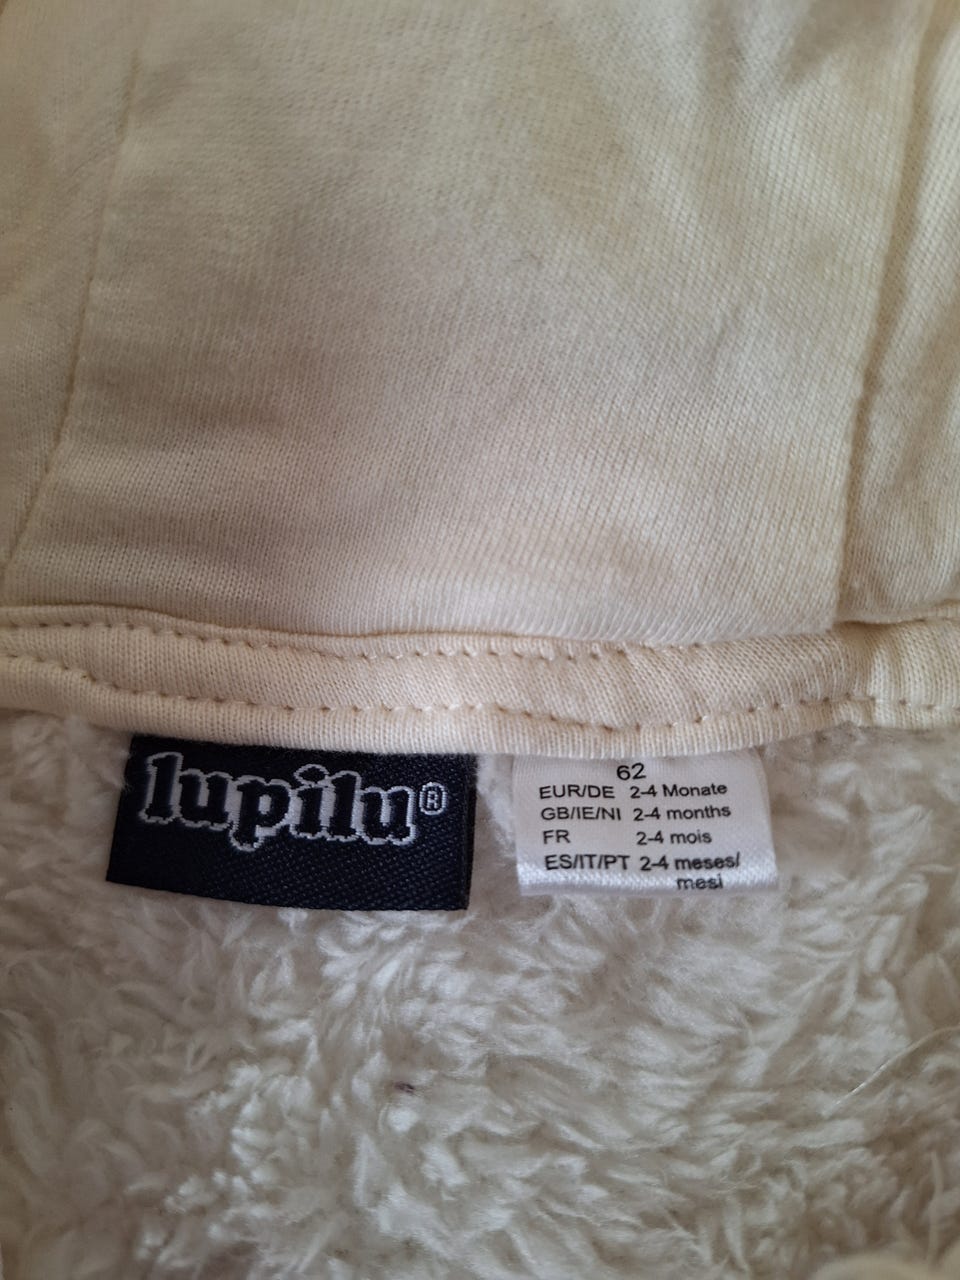 lupilu®
62
EUR/DE 2-4 Monate
GB/IE/NI 2-4 months
FR 2-4 mois
ES/IT/PT 2-4 meses/
mesi